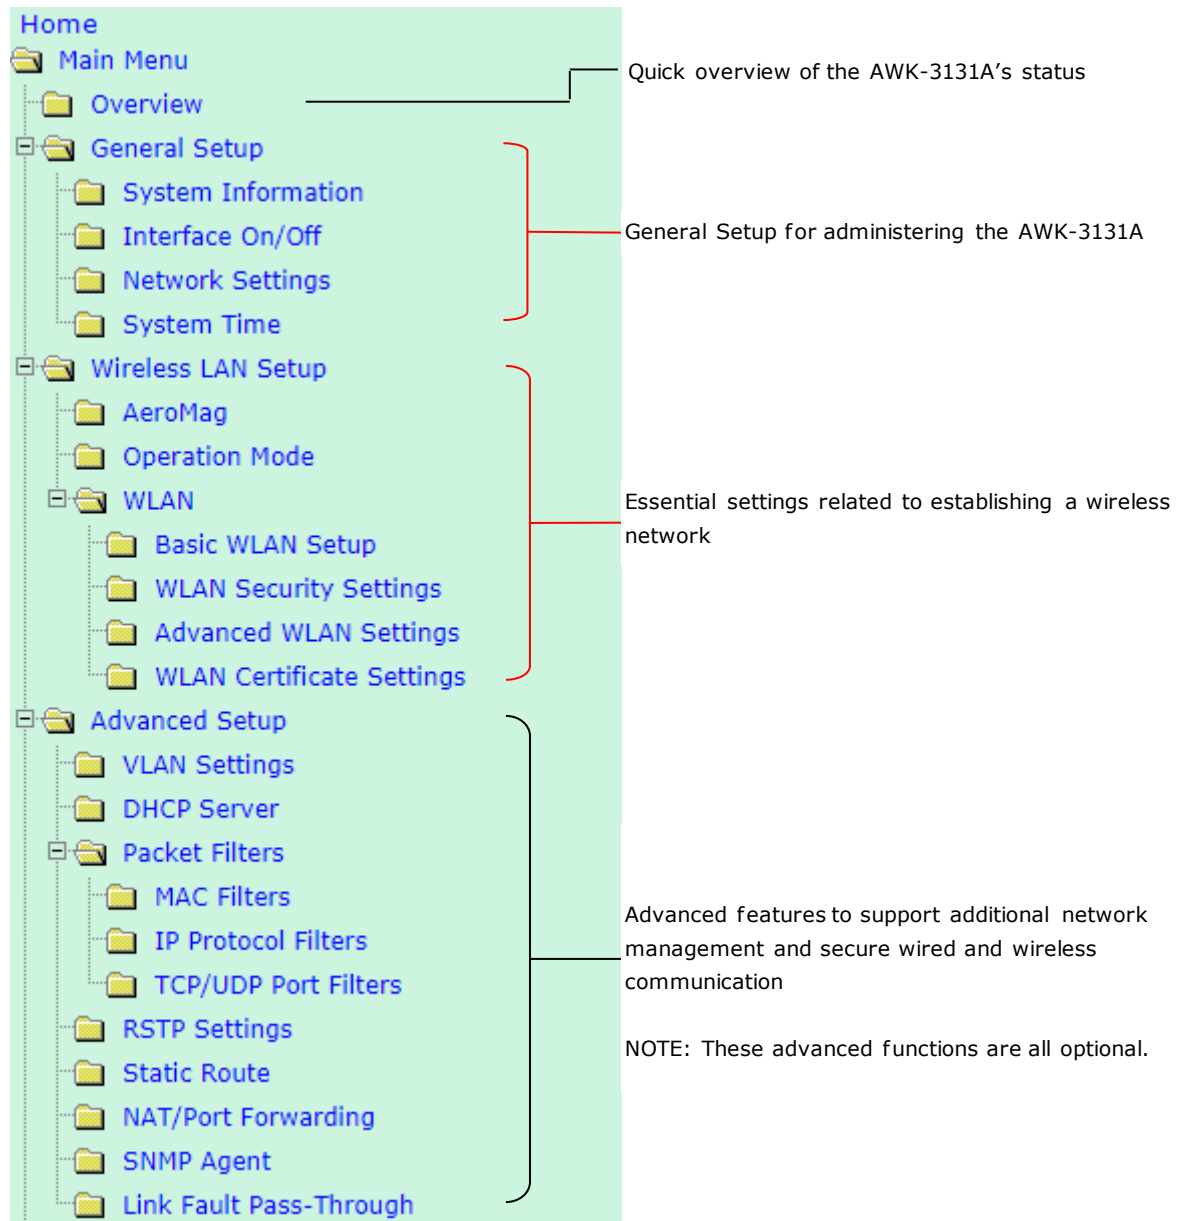 Home
Main Menu
Quick overview of the AWK-3131A’s status
Overview
General Setup
System Information
Interface On/Off
General Setup for administering the AWK-3131A
Network Settings
System Time
Wireless LAN Setup
AeroMag
Operation Mode
WLAN
Essential settings related to establishing a wireless
network
Basic WLAN Setup
WLAN Security Settings
Advanced WLAN Settings
WLAN Certificate Settings
Advanced Setup
VLAN Settings
DHCP Server
Packet Filters
MAC Filters
IP Protocol Filters
TCP/UDP Port Filters
Advanced features to support additional network
management and secure wired and wireless
communication
RSTP Settings
NOTE: These advanced functions are all optional.
Static Route
NAT/Port Forwarding
SNMP Agent
Link Fault Pass-Through